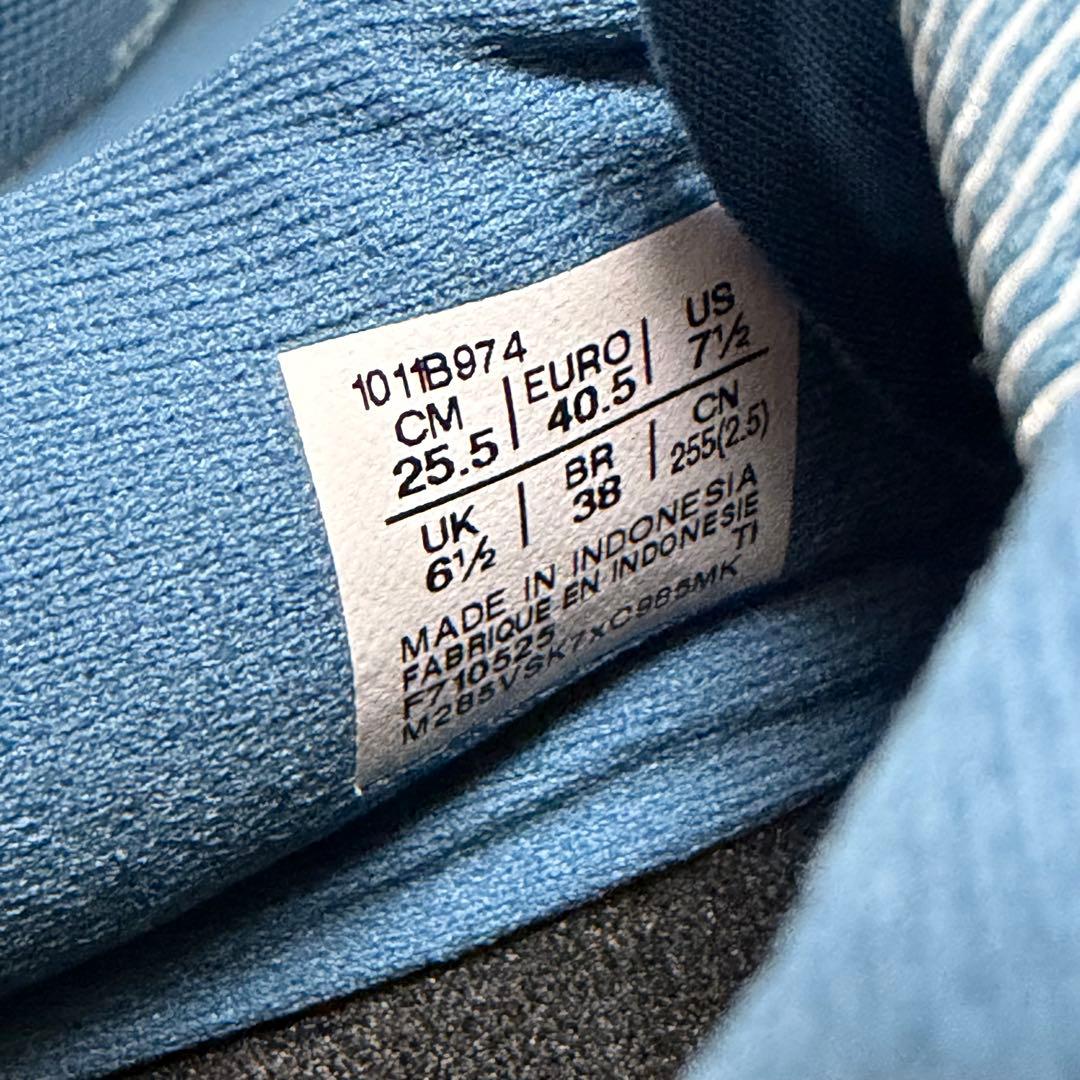 1011B974
CM | EURO | US
25.5 | 40.5 | 7½
UK | BR | CN
6½ | 38 | 255(2.5)
MADE IN INDONESIA
FABRIQUE EN INDONESIE
F710525 TI
M285VSK7XC985MK